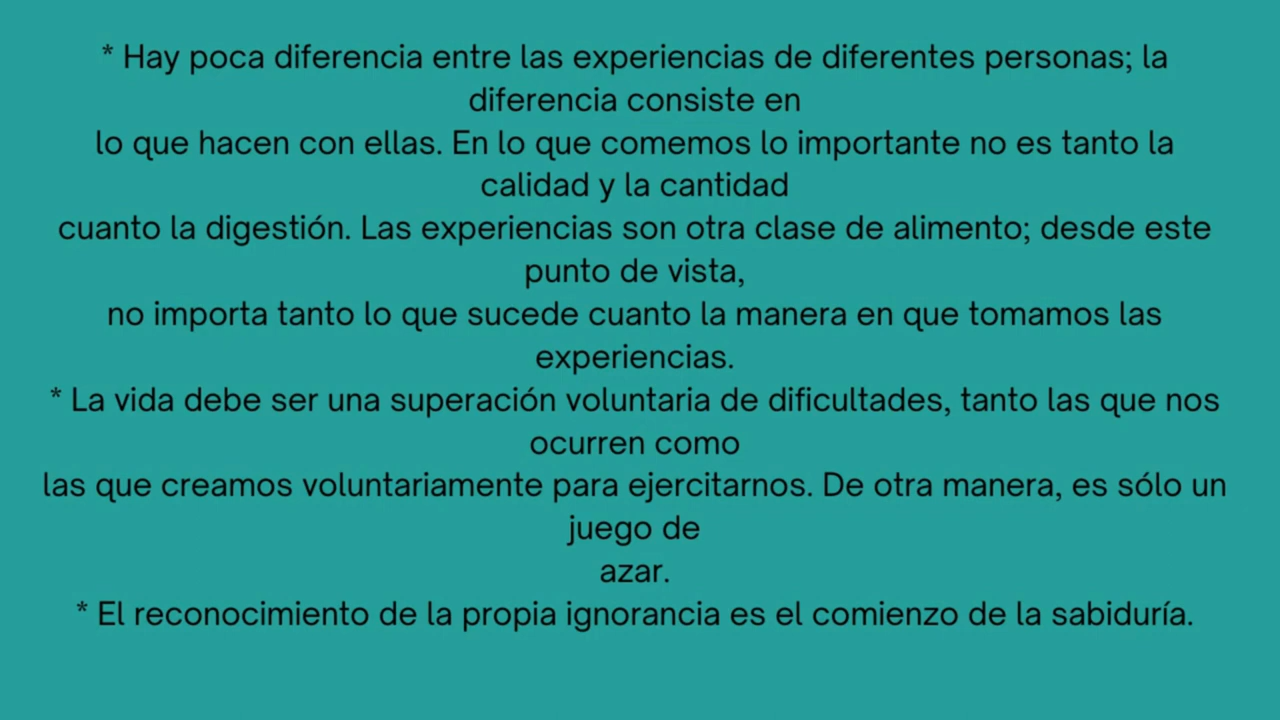 * Hay poca diferencia entre las experiencias de diferentes personas; la
diferencia consiste en
lo que hacen con ellas. En lo que comemos lo importante no es tanto la
calidad y la cantidad
cuanto la digestión. Las experiencias son otra clase de alimento; desde este
punto de vista,
no importa tanto lo que sucede cuanto la manera en que tomamos las
experiencias.
* La vida debe ser una superación voluntaria de dificultades, tanto las que nos
ocurren como
las que creamos voluntariamente para ejercitarnos. De otra manera, es sólo un
juego de
azar.
* El reconocimiento de la propia ignorancia es el comienzo de la sabiduría.